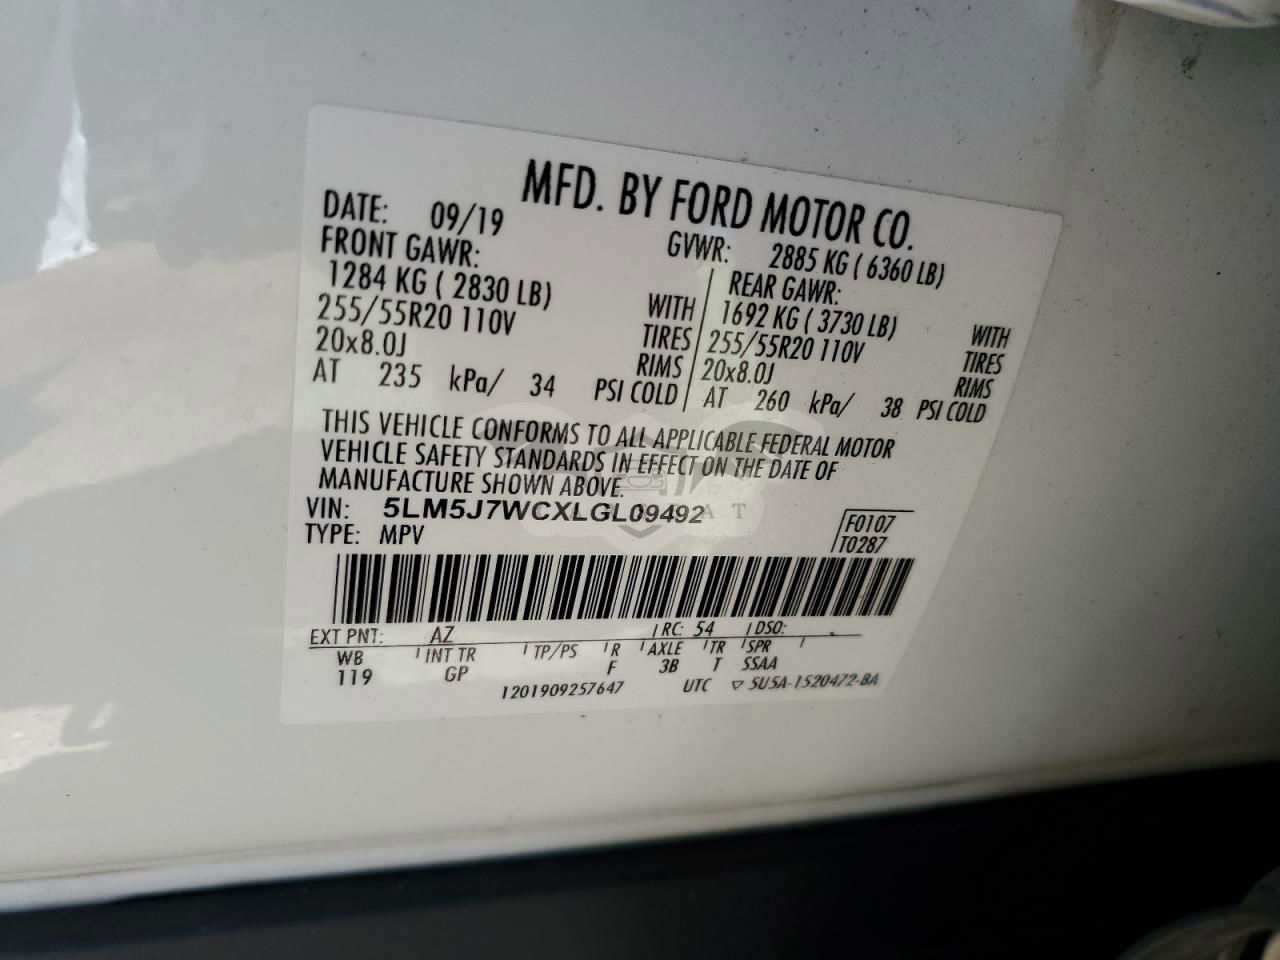 MFD. BY FORD MOTOR CO.
DATE: 09/19 GVWR: 2885 KG ( 6360 LB)
FRONT GAWR: REAR GAWR:
1284 KG ( 2830 LB) WITH 1692 KG ( 3730 LB) WITH
255/55R20 110V TIRES 255/55R20 110V TIRES
20x8.0J RIMS 20x8.0J RIMS
AT 235 kPa/ 34 PSI COLD AT 260 kPa/ 38 PSI COLD
THIS VEHICLE CONFORMS TO ALL APPLICABLE FEDERAL MOTOR
VEHICLE SAFETY STANDARDS IN EFFECT ON THE DATE OF
MANUFACTURE SHOWN ABOVE.
VIN: 5LM5J7WCXLGL09492
TYPE: MPV
F0107
T0287
EXT PNT: AZ RC: 54 DSO:
WB INT TR TP/PS R AXLE TR SPR
119 GP F 3B T SSAA
1201909257647 UTC ▽ 5U5A-1520472-BA